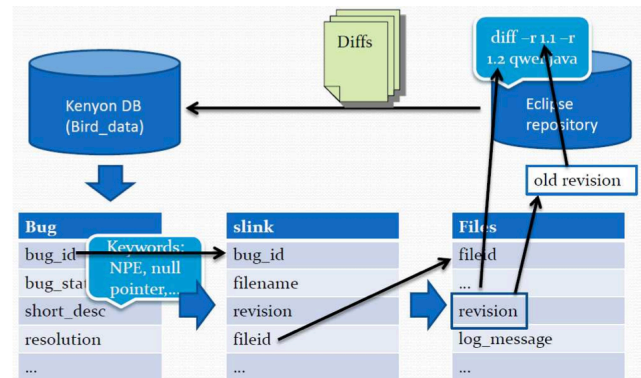 Diffs
diff –r 1.1 –r
1.2 qwer.java
Kenyon DB
(Bird_data)
Eclipse
repository
old revision
Bug
bug_id
short_desc
resolution
...
Keywords:
NPE, null
pointer,...
slink
bug_id
filename
revision
fileid
...
Files
fileid
...
revision
log_message
...